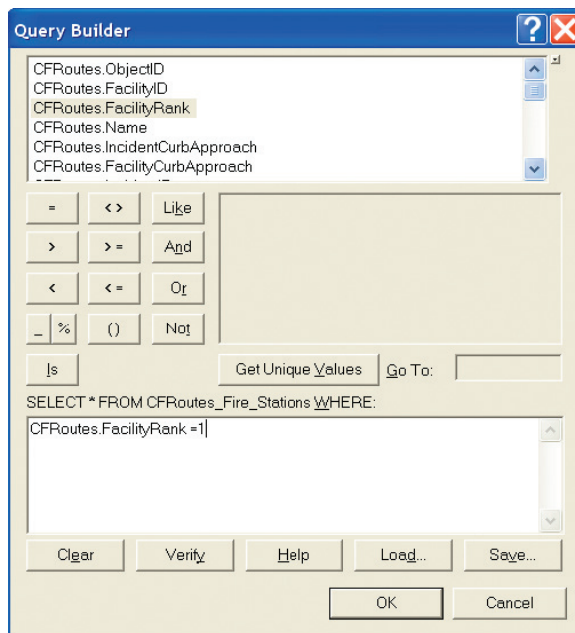 Query Builder
CFRoutes.ObjectID
CFRoutes.FacilityID
CFRoutes.FacilityRank
CFRoutes.Name
CFRoutes.IncidentCurbApproach
CFRoutes.FacilityCurbApproach
= <> Like
> >= And
< <= Or
_ % () Not
Is Get Unique Values Go To:
SELECT * FROM CFRoutes_Fire_Stations WHERE:
CFRoutes.FacilityRank =1
Clear Verify Help Load... Save...
OK Cancel